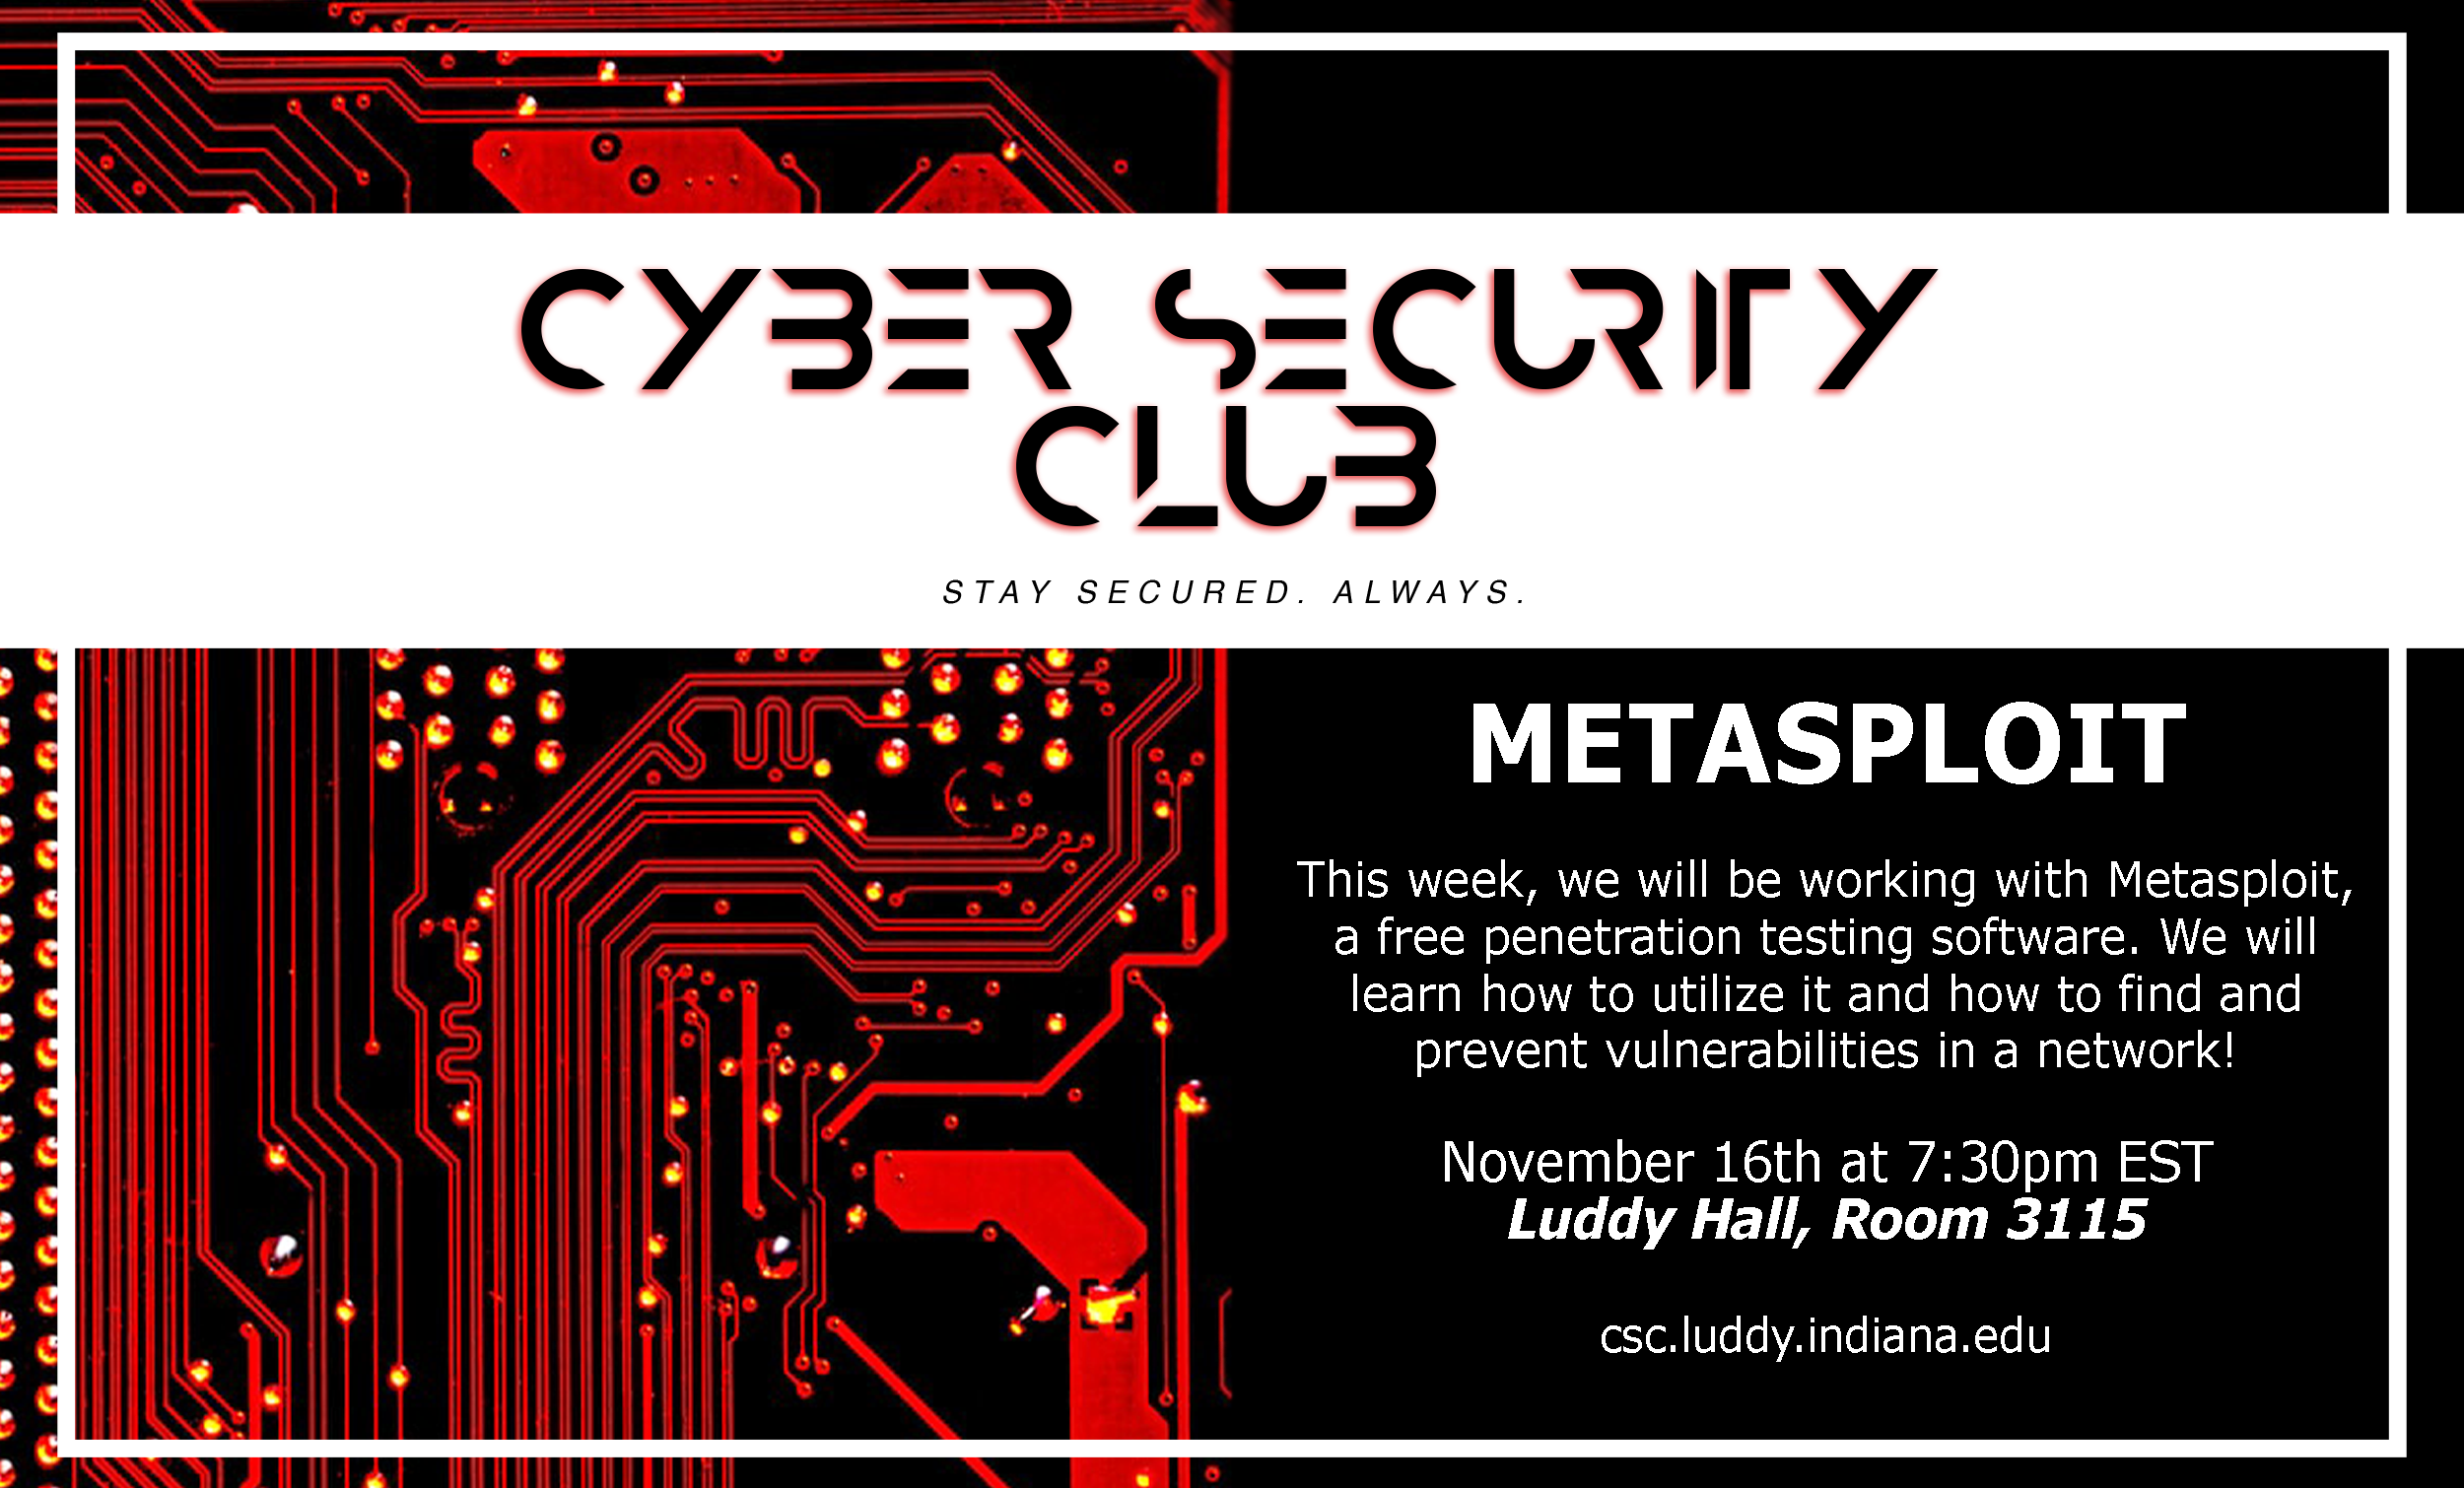 CYBER SECURITY
CLUB
STAY SECURED. ALWAYS.
METASPLOIT
This week, we will be working with Metasploit,
a free penetration testing software. We will
learn how to utilize it and how to find and
prevent vulnerabilities in a network!
November 16th at 7:30pm EST
Luddy Hall, Room 3115
csc.luddy.indiana.edu